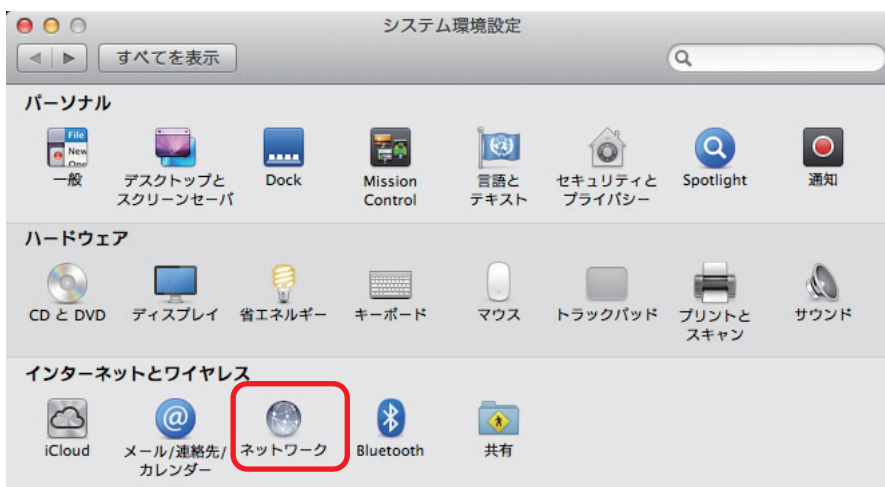 システム環境設定
すべてを表示
パーソナル
File
New
One
一般
デスクトップと
スクリーンセーバ
Dock
Mission
Control
言語と
テキスト
セキュリティと
プライバシー
Spotlight
通知
ハードウェア
CD と DVD
ディスプレイ
省エネルギー
キーボード
マウス
トラックパッド
プリントと
スキャン
サウンド
インターネットとワイヤレス
iCloud
メール/連絡先/
カレンダー
ネットワーク
Bluetooth
共有